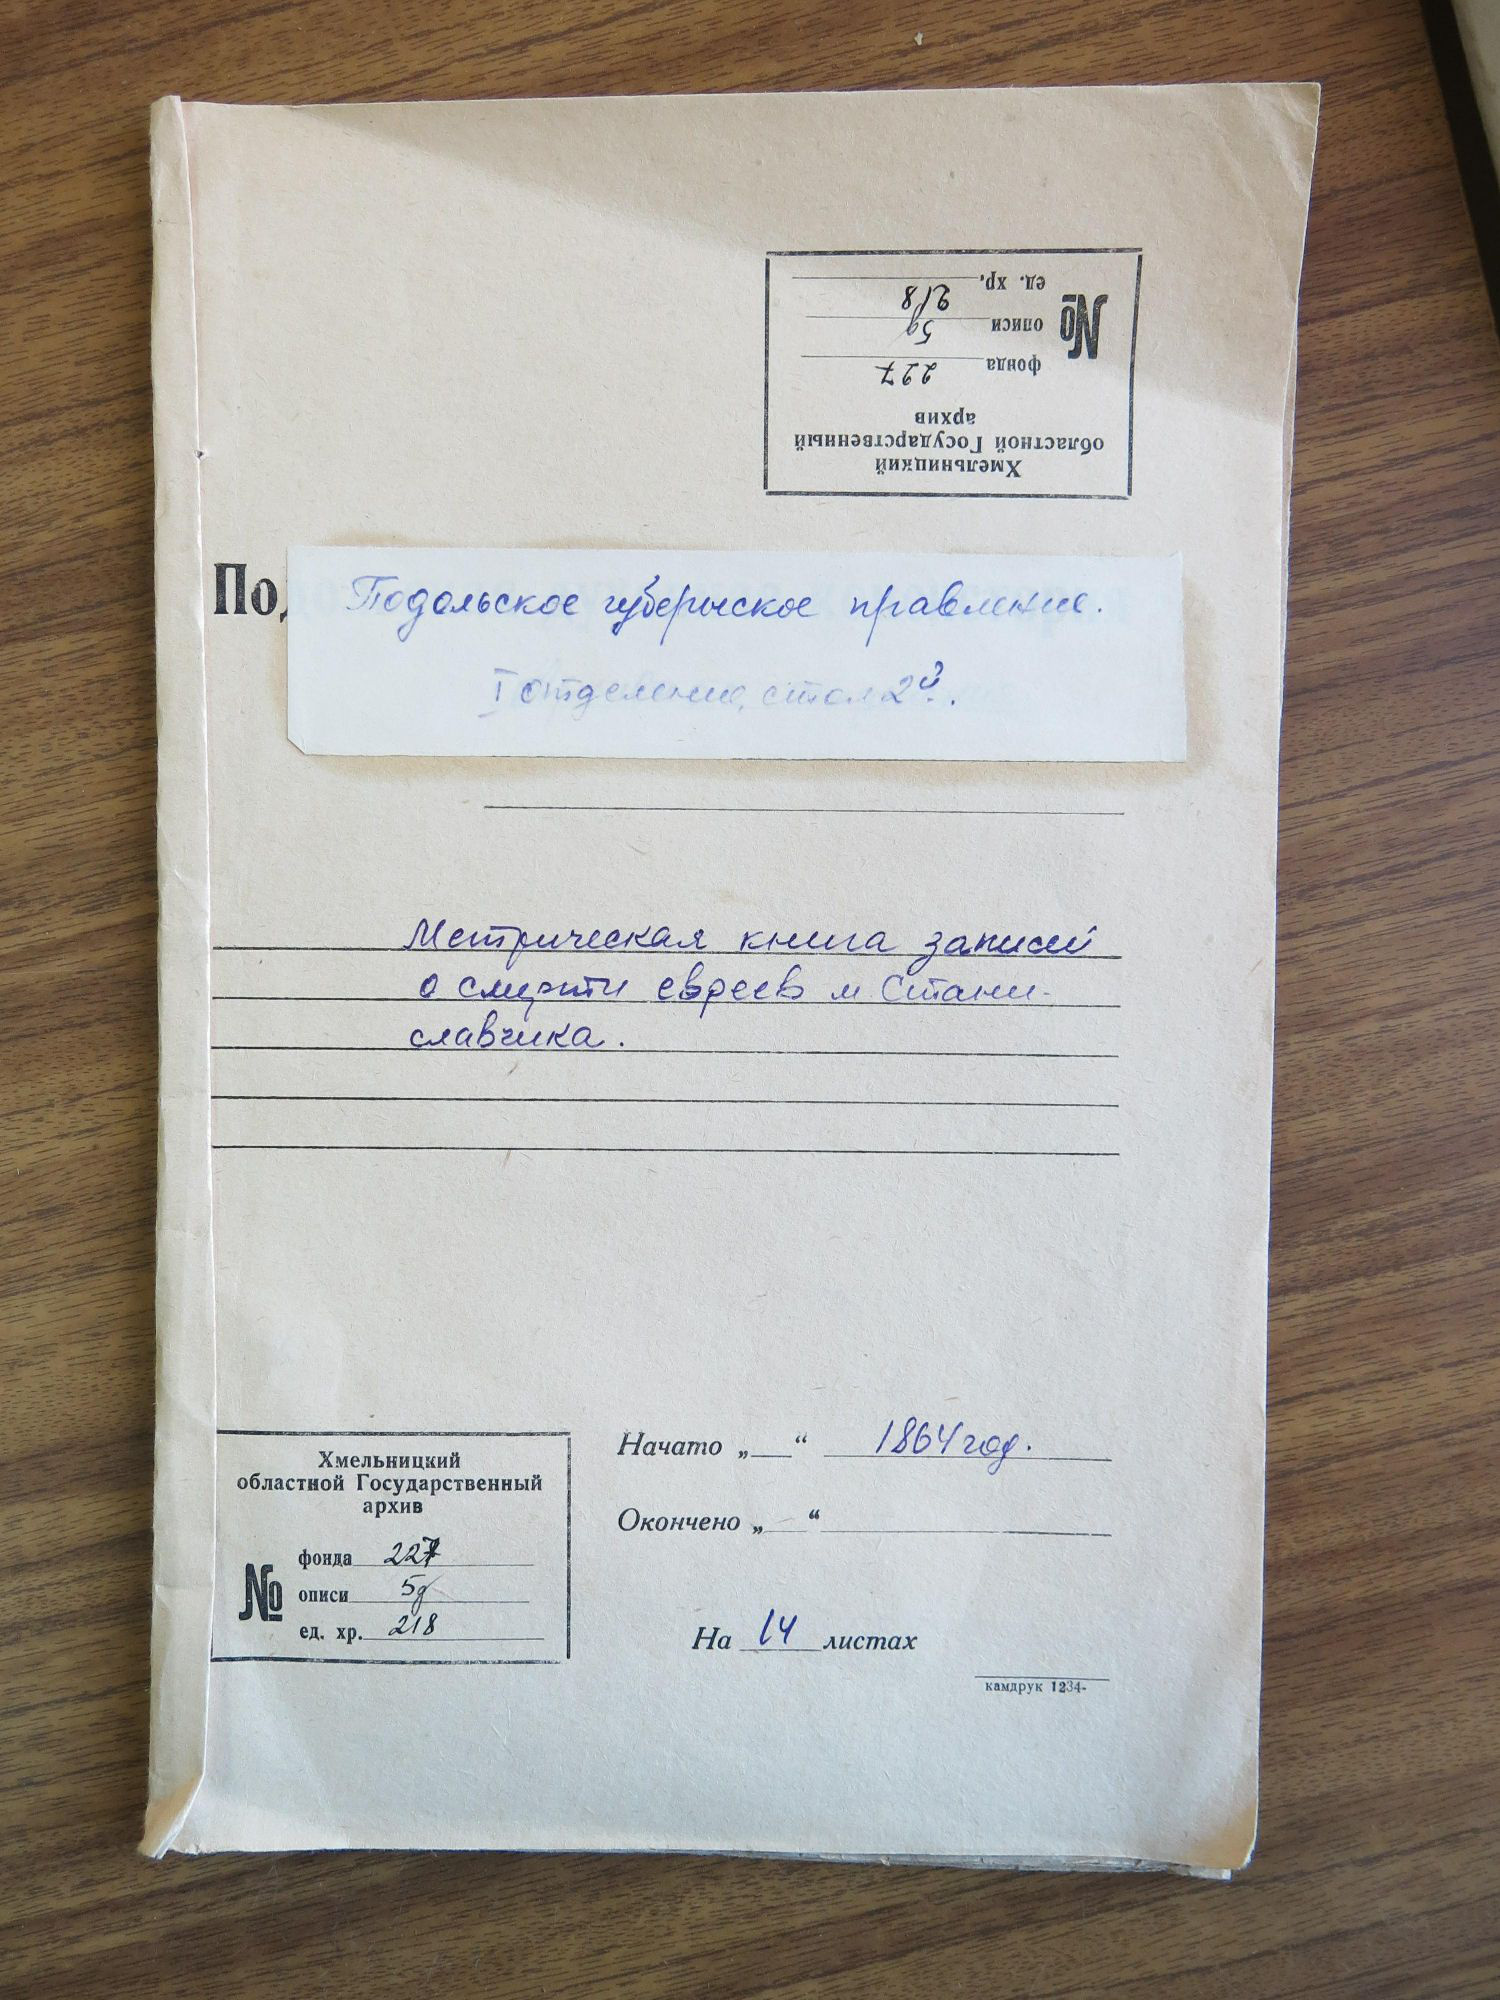 Хмельницкий
областной Государственный
архив
№
фонда 227
описи 5д
ед. хр. 218
Под
Подольское губернское правление.
I отделение, стол 2й.
Метрическая книга записей
о смерти евреев м. Стани-
славчика.
Начато „ “ 1864 год.
Окончено „ “
Хмельницкий
областной Государственный
архив
№
фонда 227
описи 5д
ед. хр. 218
На 14 листах
камдрук 1234-